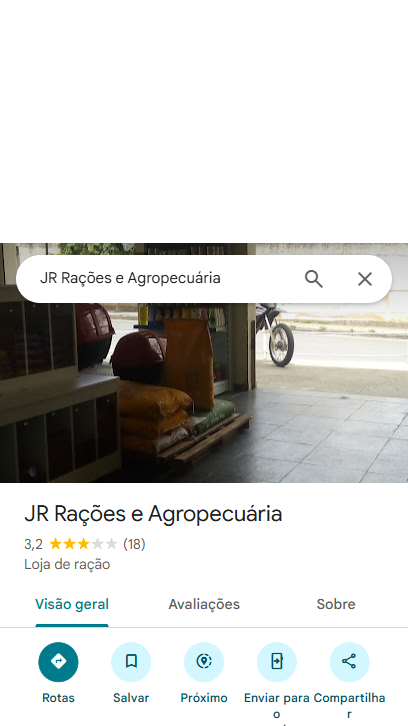 JR Rações e Agropecuária
JR Rações e Agropecuária
3,2 (18)
Loja de ração
Visão geral Avaliações Sobre
Rotas Salvar Próximo Enviar para o Compartilhar